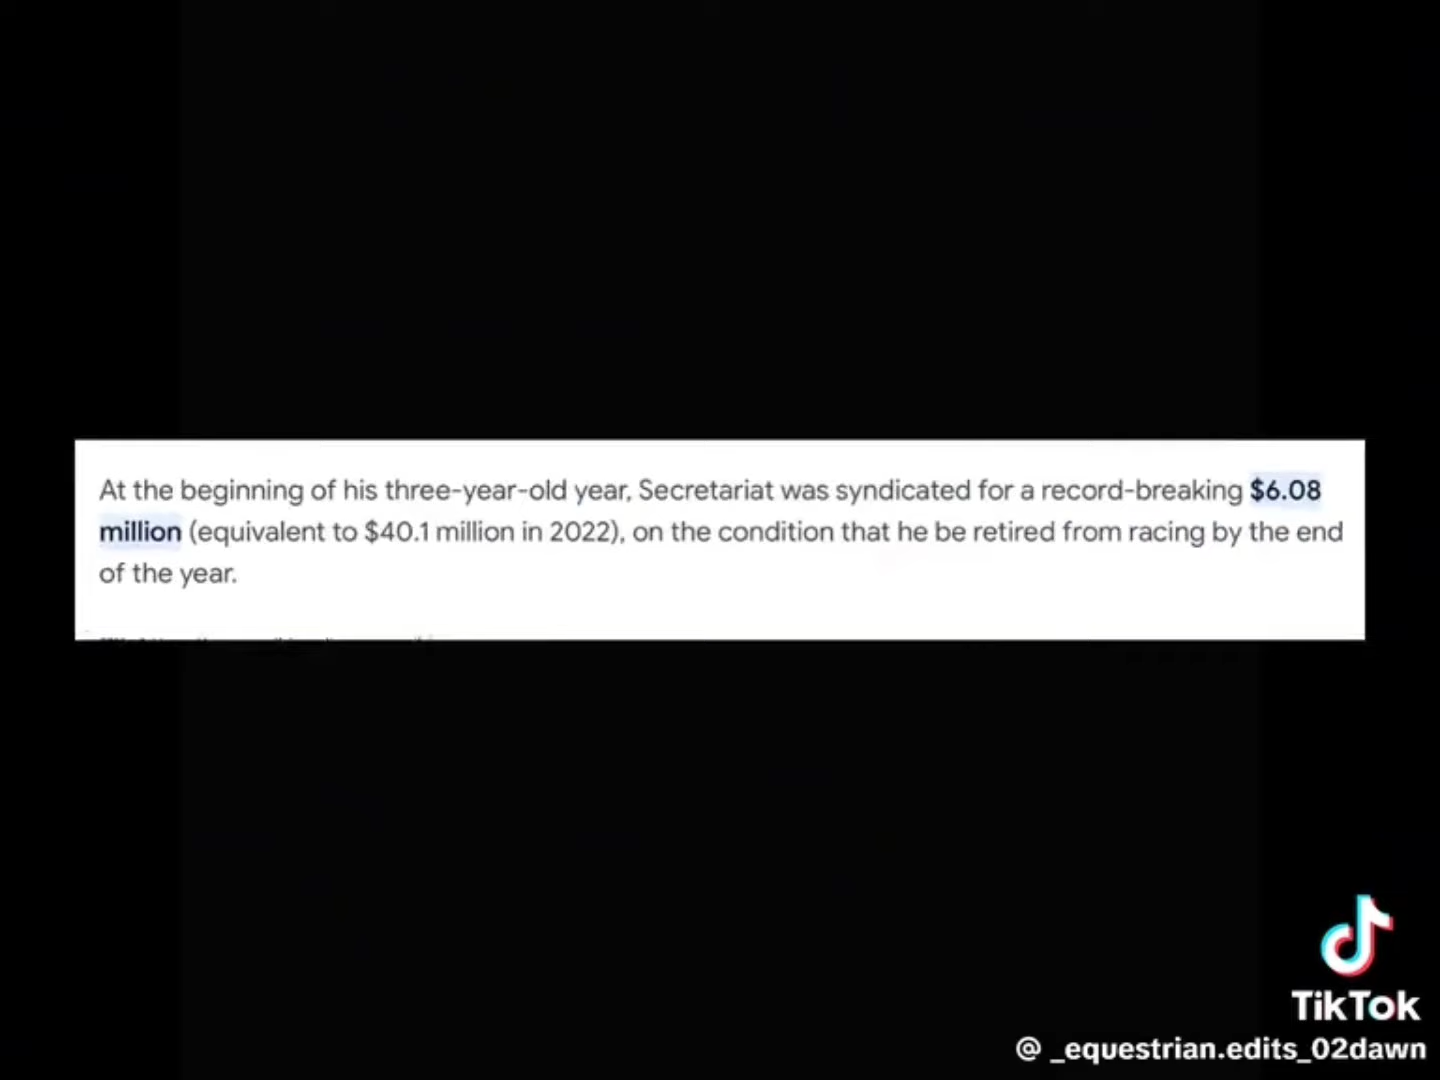 At the beginning of his three-year-old year, Secretariat was syndicated for a record-breaking $6.08
million (equivalent to $40.1 million in 2022), on the condition that he be retired from racing by the end
of the year.
TikTok
@ _equestrian.edits_02dawn